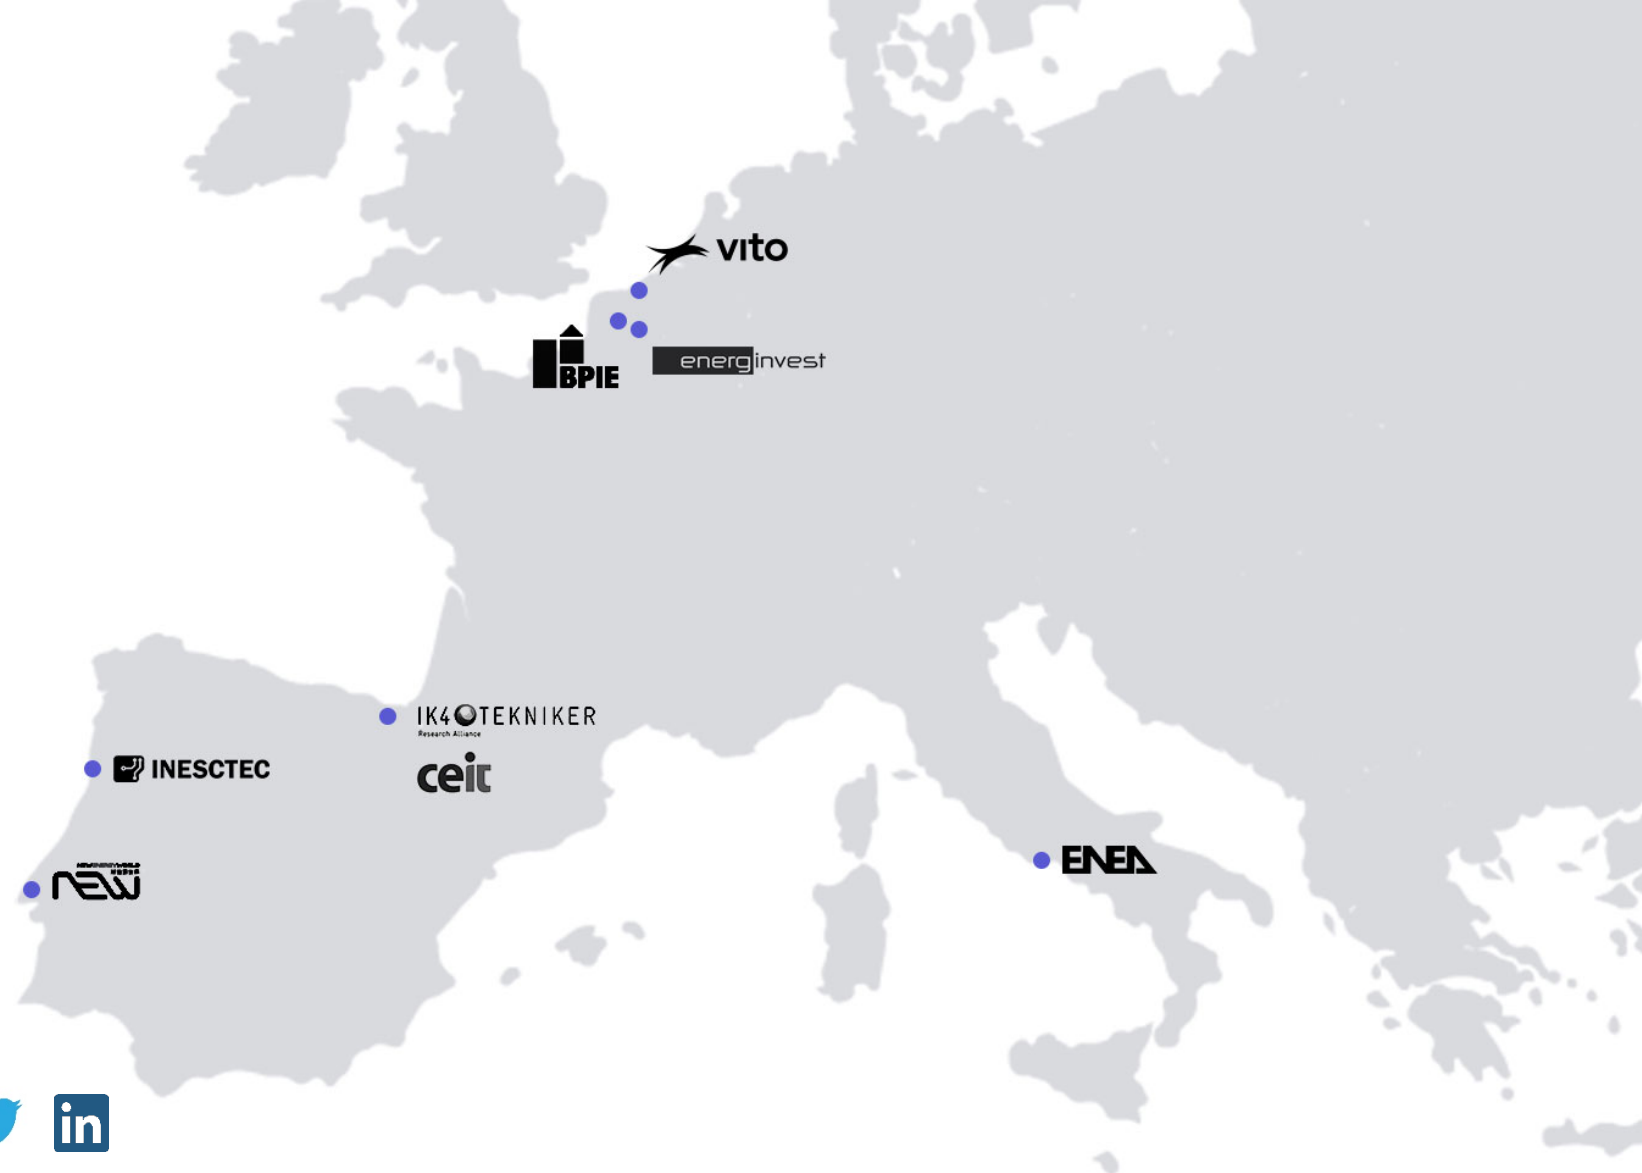 vito
BPIE
energinvest
IK4 TEKNIKER
Research Alliance
ceit
INESCTEC
NEW
ENEA
in